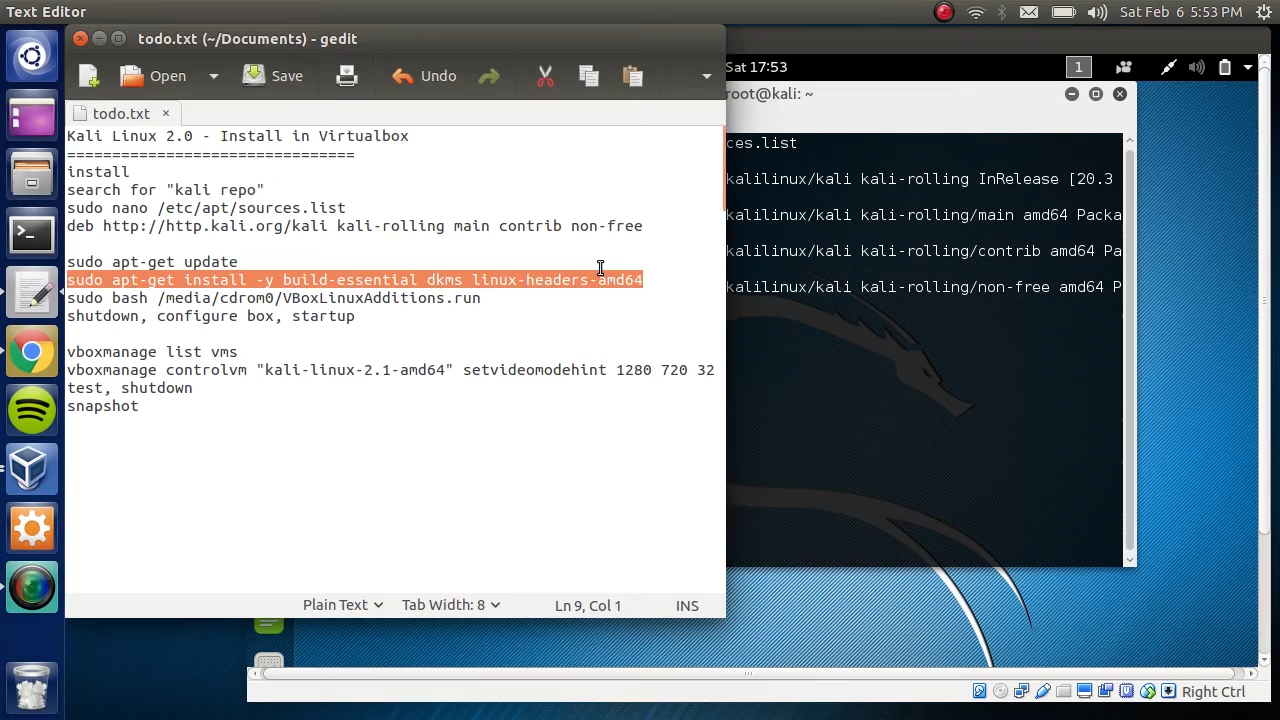 Text Editor
Sat Feb 6 5:53 PM
todo.txt (~/Documents) - gedit
Open
Save
Undo
todo.txt ×
Kali Linux 2.0 - Install in Virtualbox
================================
install
search for "kali repo"
sudo nano /etc/apt/sources.list
deb http://http.kali.org/kali kali-rolling main contrib non-free
sudo apt-get update
sudo apt-get install -y build-essential dkms linux-headers-amd64
sudo bash /media/cdrom0/VBoxLinuxAdditions.run
shutdown, configure box, startup
vboxmanage list vms
vboxmanage controlvm "kali-linux-2.1-amd64" setvideomodehint 1280 720 32
test, shutdown
snapshot
Plain Text
Tab Width: 8
Ln 9, Col 1
INS
Sat 17:53
1
root@kali: ~
ces.list
kalilinux/kali kali-rolling InRelease [20.3
kalilinux/kali kali-rolling/main amd64 Packa
kalilinux/kali kali-rolling/contrib amd64 Pa
kalilinux/kali kali-rolling/non-free amd64 P
Right Ctrl